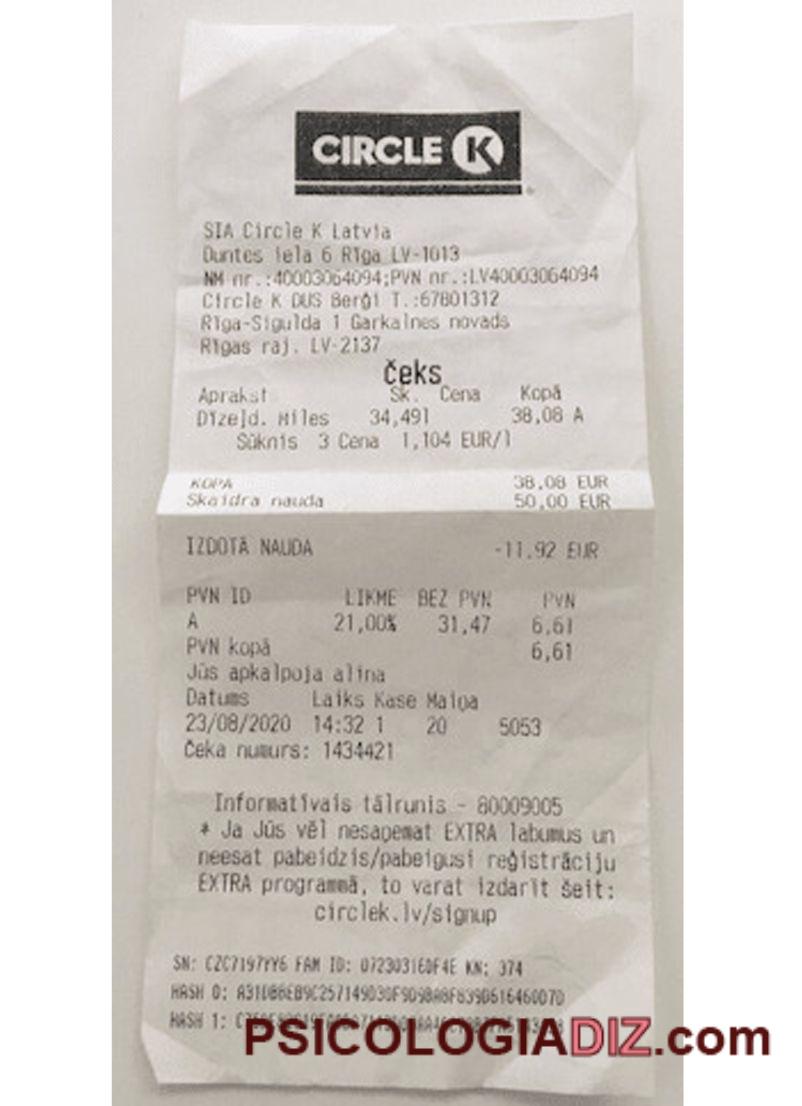 CIRCLE K
SIA Circle K Latvia
Duntes iela 6 Rīga LV-1013
NM nr.:40003064094;PVN nr.:LV40003064094
Circle K DUS Berģi T.:67801312
Rīga-Sigulda 1 Garkalnes novads
Rīgas raj. LV-2137
čeks
Apraksts Sk. Cena Kopā
Dīzeļd. miles 34,49l 38,08 A
Sūknis 3 Cena 1,104 EUR/l
KOPĀ 38,08 EUR
Skaidra nauda 50,00 EUR
IZDOTĀ NAUDA -11.92 EUR
PVN ID LIKME BEZ PVN PVN
A 21,00% 31,47 6,61
PVN kopā 6,61
Jūs apkalpoja alina
Datums Laiks Kase Maiņa
23/08/2020 14:32 1 20 5053
Čeka numurs: 1434421
Informatīvais tālrunis - 80009005
* Ja Jūs vēl nesaņemat EXTRA labumus un
neesat pabeidzis/pabeigusi reģistrāciju
EXTRA programmā, to varat izdarīt šeit:
circlek.lv/signup
SN: CZC7197YY6 FAM ID: 0723031EDF4E KN: 374
HASH 0:
HASH 1:
PSICOLOGIADIZ.com